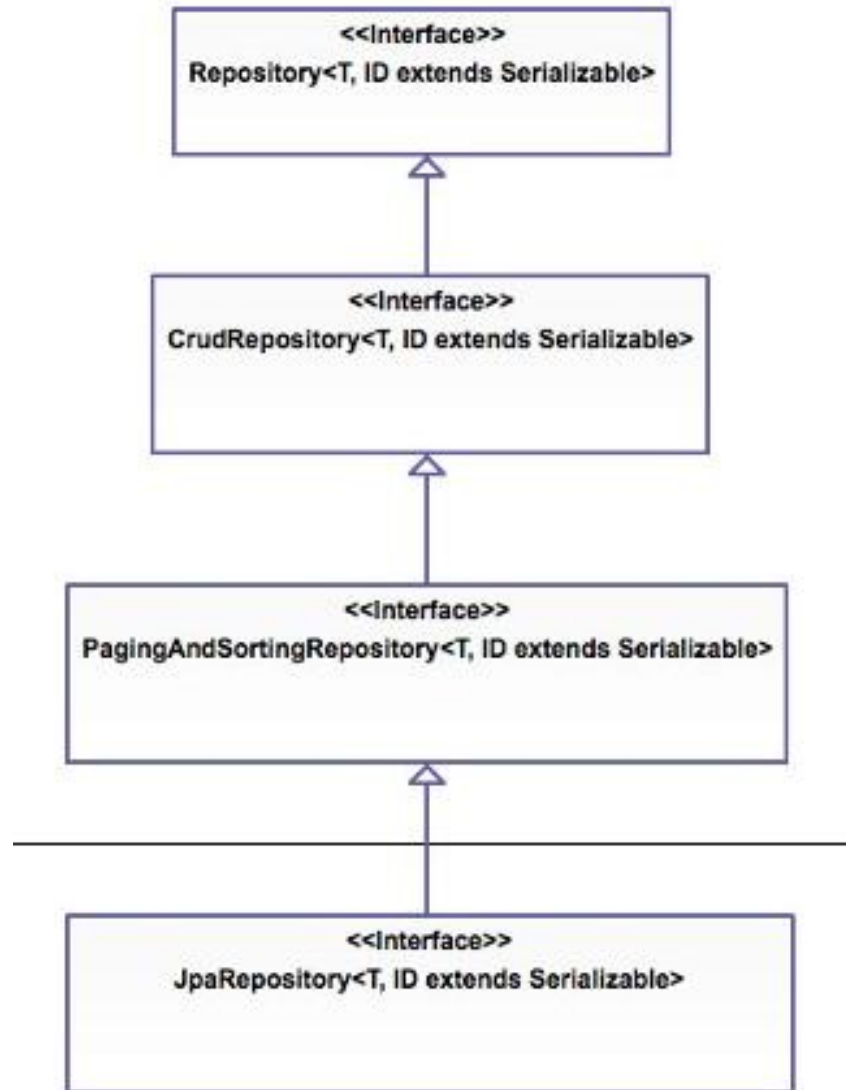 <<Interface>>
Repository<T, ID extends Serializable>
<<Interface>>
CrudRepository<T, ID extends Serializable>
<<Interface>>
PagingAndSortingRepository<T, ID extends Serializable>
<<Interface>>
JpaRepository<T, ID extends Serializable>